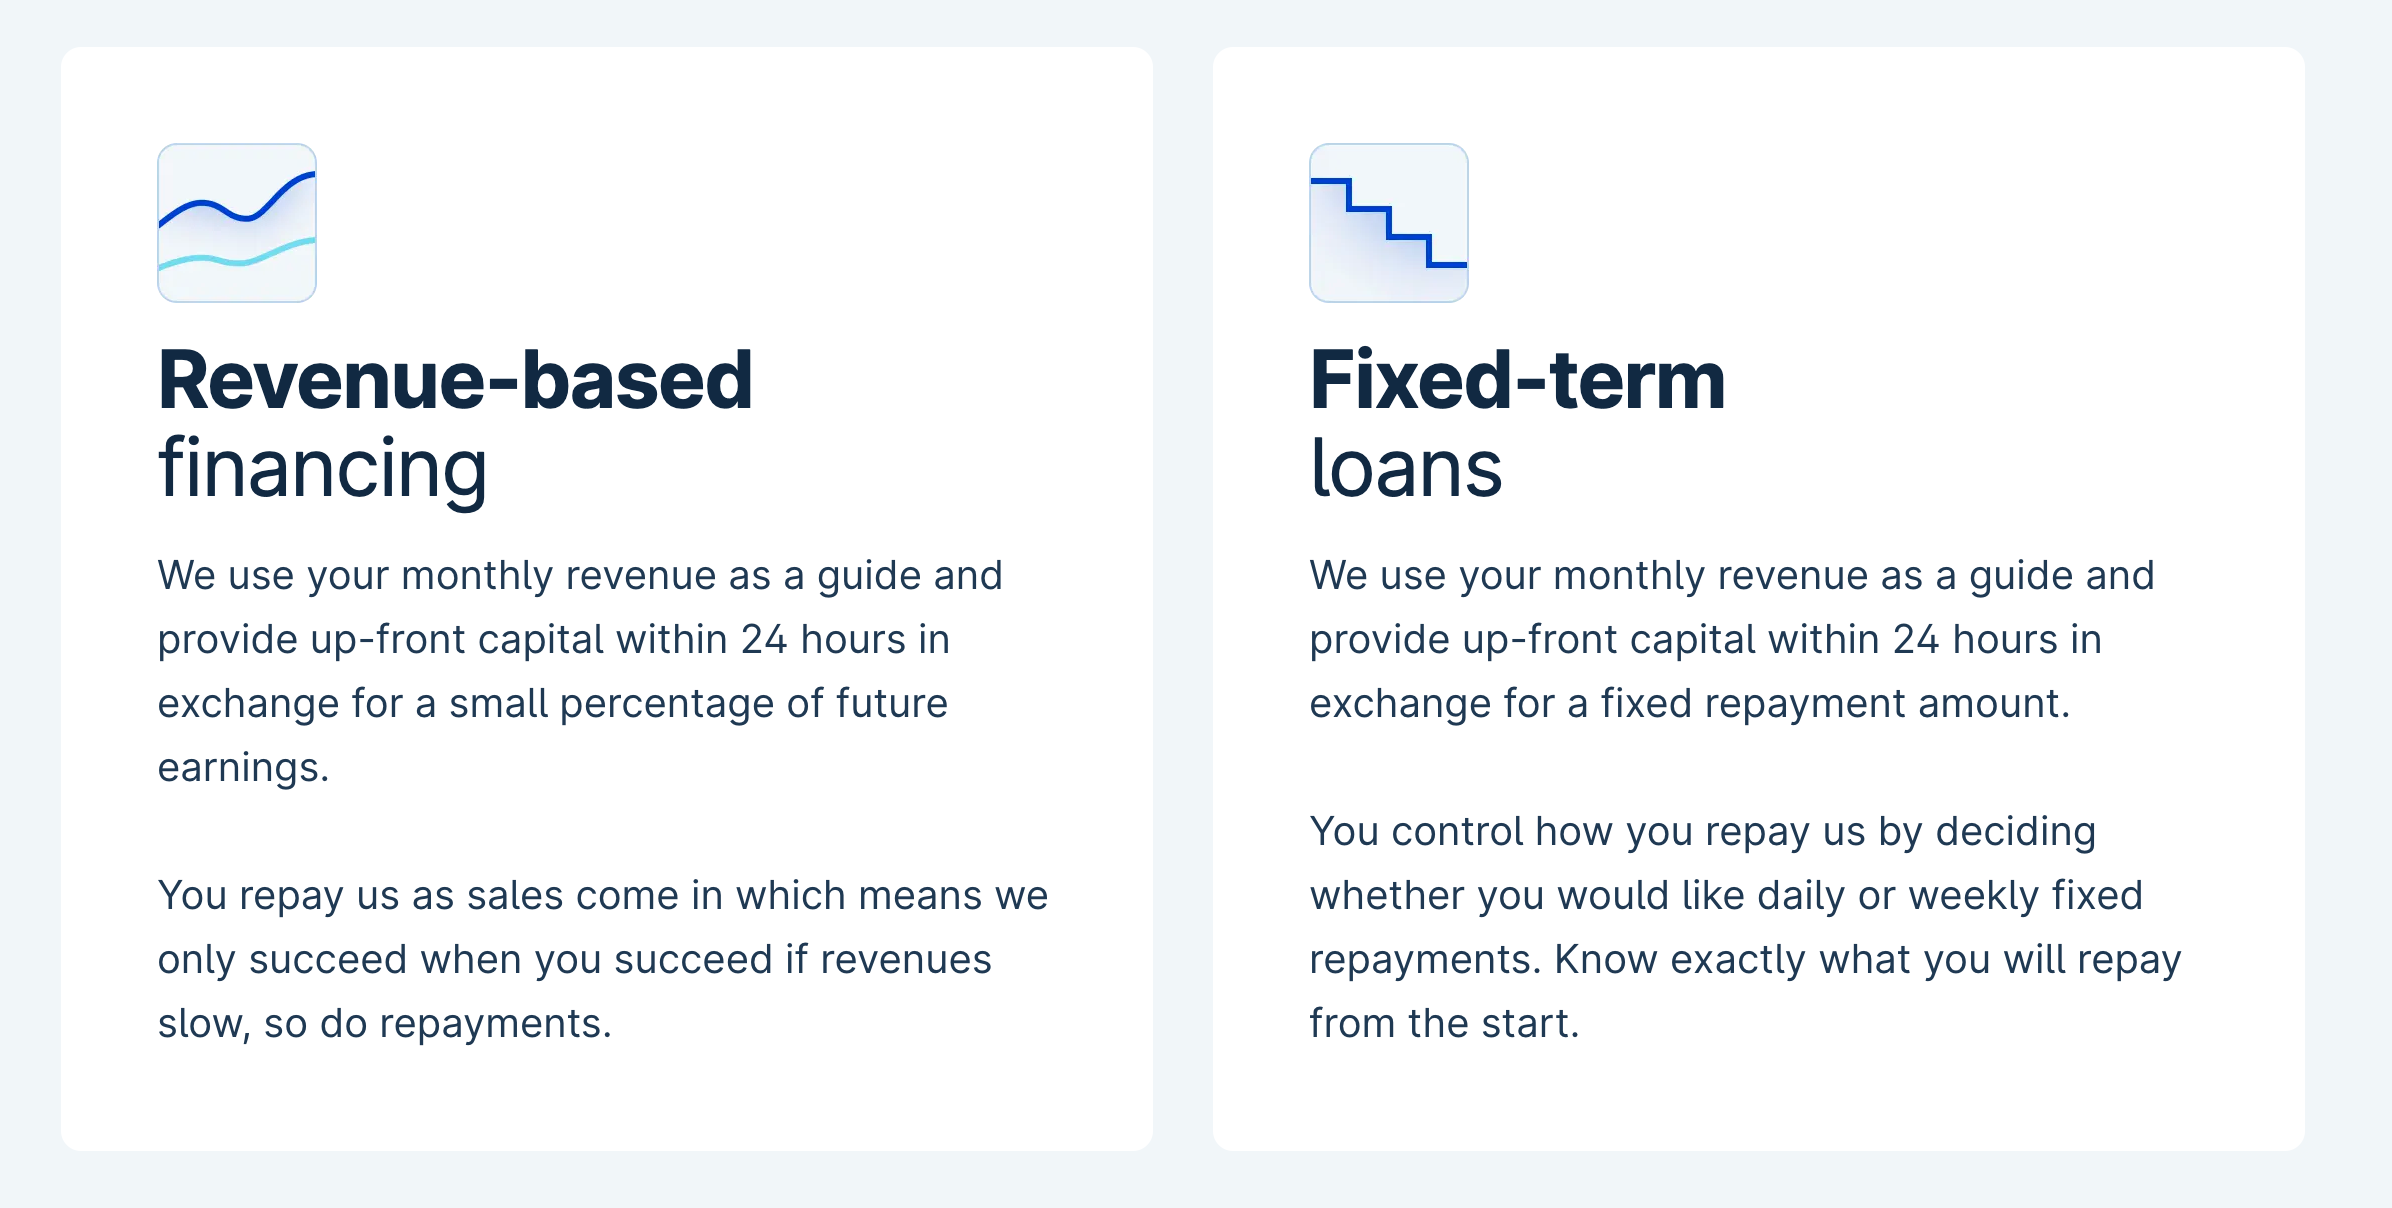 Revenue-based
financing
We use your monthly revenue as a guide and
provide up-front capital within 24 hours in
exchange for a small percentage of future
earnings.
You repay us as sales come in which means we
only succeed when you succeed if revenues
slow, so do repayments.
Fixed-term
loans
We use your monthly revenue as a guide and
provide up-front capital within 24 hours in
exchange for a fixed repayment amount.
You control how you repay us by deciding
whether you would like daily or weekly fixed
repayments. Know exactly what you will repay
from the start.